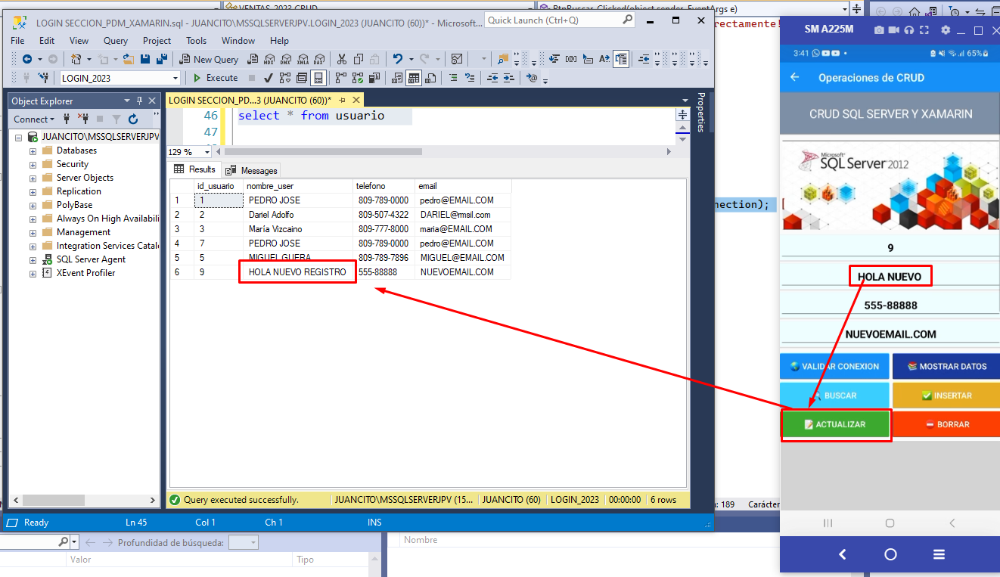 VENTAS_2023 CRUD
BtnBuscar_Clicked(object sender, EventArgs e)
LOGIN SECCION_PDM_XAMARIN.sql - JUANCITO\MSSQLSERVERJPV.LOGIN_2023 (JUANCITO (60))* - Microsoft...
Quick Launch (Ctrl+Q)
rectamente!
File Edit View Query Project Tools Window Help
New Query
MDX DMX XMLA DAX
LOGIN_2023
Execute
Object Explorer
LOGIN SECCION_PD...3 (JUANCITO (60))*
Properties
Connect
46 select * from usuario
47
129 %
JUANCITO\MSSQLSERVERJPV
Databases
Security
Server Objects
Replication
PolyBase
Always On High Availabili
Management
Integration Services Catalo
SQL Server Agent
XEvent Profiler
Results Messages
id_usuario nombre_user telefono email
1 1 PEDRO JOSE 809-789-0000 pedro@EMAIL.COM
2 2 Dariel Adolfo 809-507-4322 DARIEL@rmsil.com
3 3 María Vizcaino 809-777-8000 maria@EMAIL.COM
4 7 PEDRO JOSE 809-789-0000 pedro@EMAIL.COM
5 5 MIGUEL GUERA 809-789-7896 MIGUEL@EMAIL.COM
6 9 HOLA NUEVO REGISTRO 555-88888 NUEVOEMAIL.COM
Query executed successfully.
JUANCITO\MSSQLSERVERJPV (15... JUANCITO (60) LOGIN_2023 00:00:00 6 rows
Ready Ln 45 Col 1 Ch 1 INS
nection);
: 189 Carácter
Profundidad de búsqueda:
Valor Tipo
Nombre
SM A225M
3:41 65%
Operaciones de CRUD
CRUD SQL SERVER Y XAMARIN
Microsoft®
SQL Server 2012
9
HOLA NUEVO
555-88888
NUEVOEMAIL.COM
VALIDAR CONEXION
MOSTRAR DATOS
BUSCAR
INSERTAR
ACTUALIZAR
BORRAR